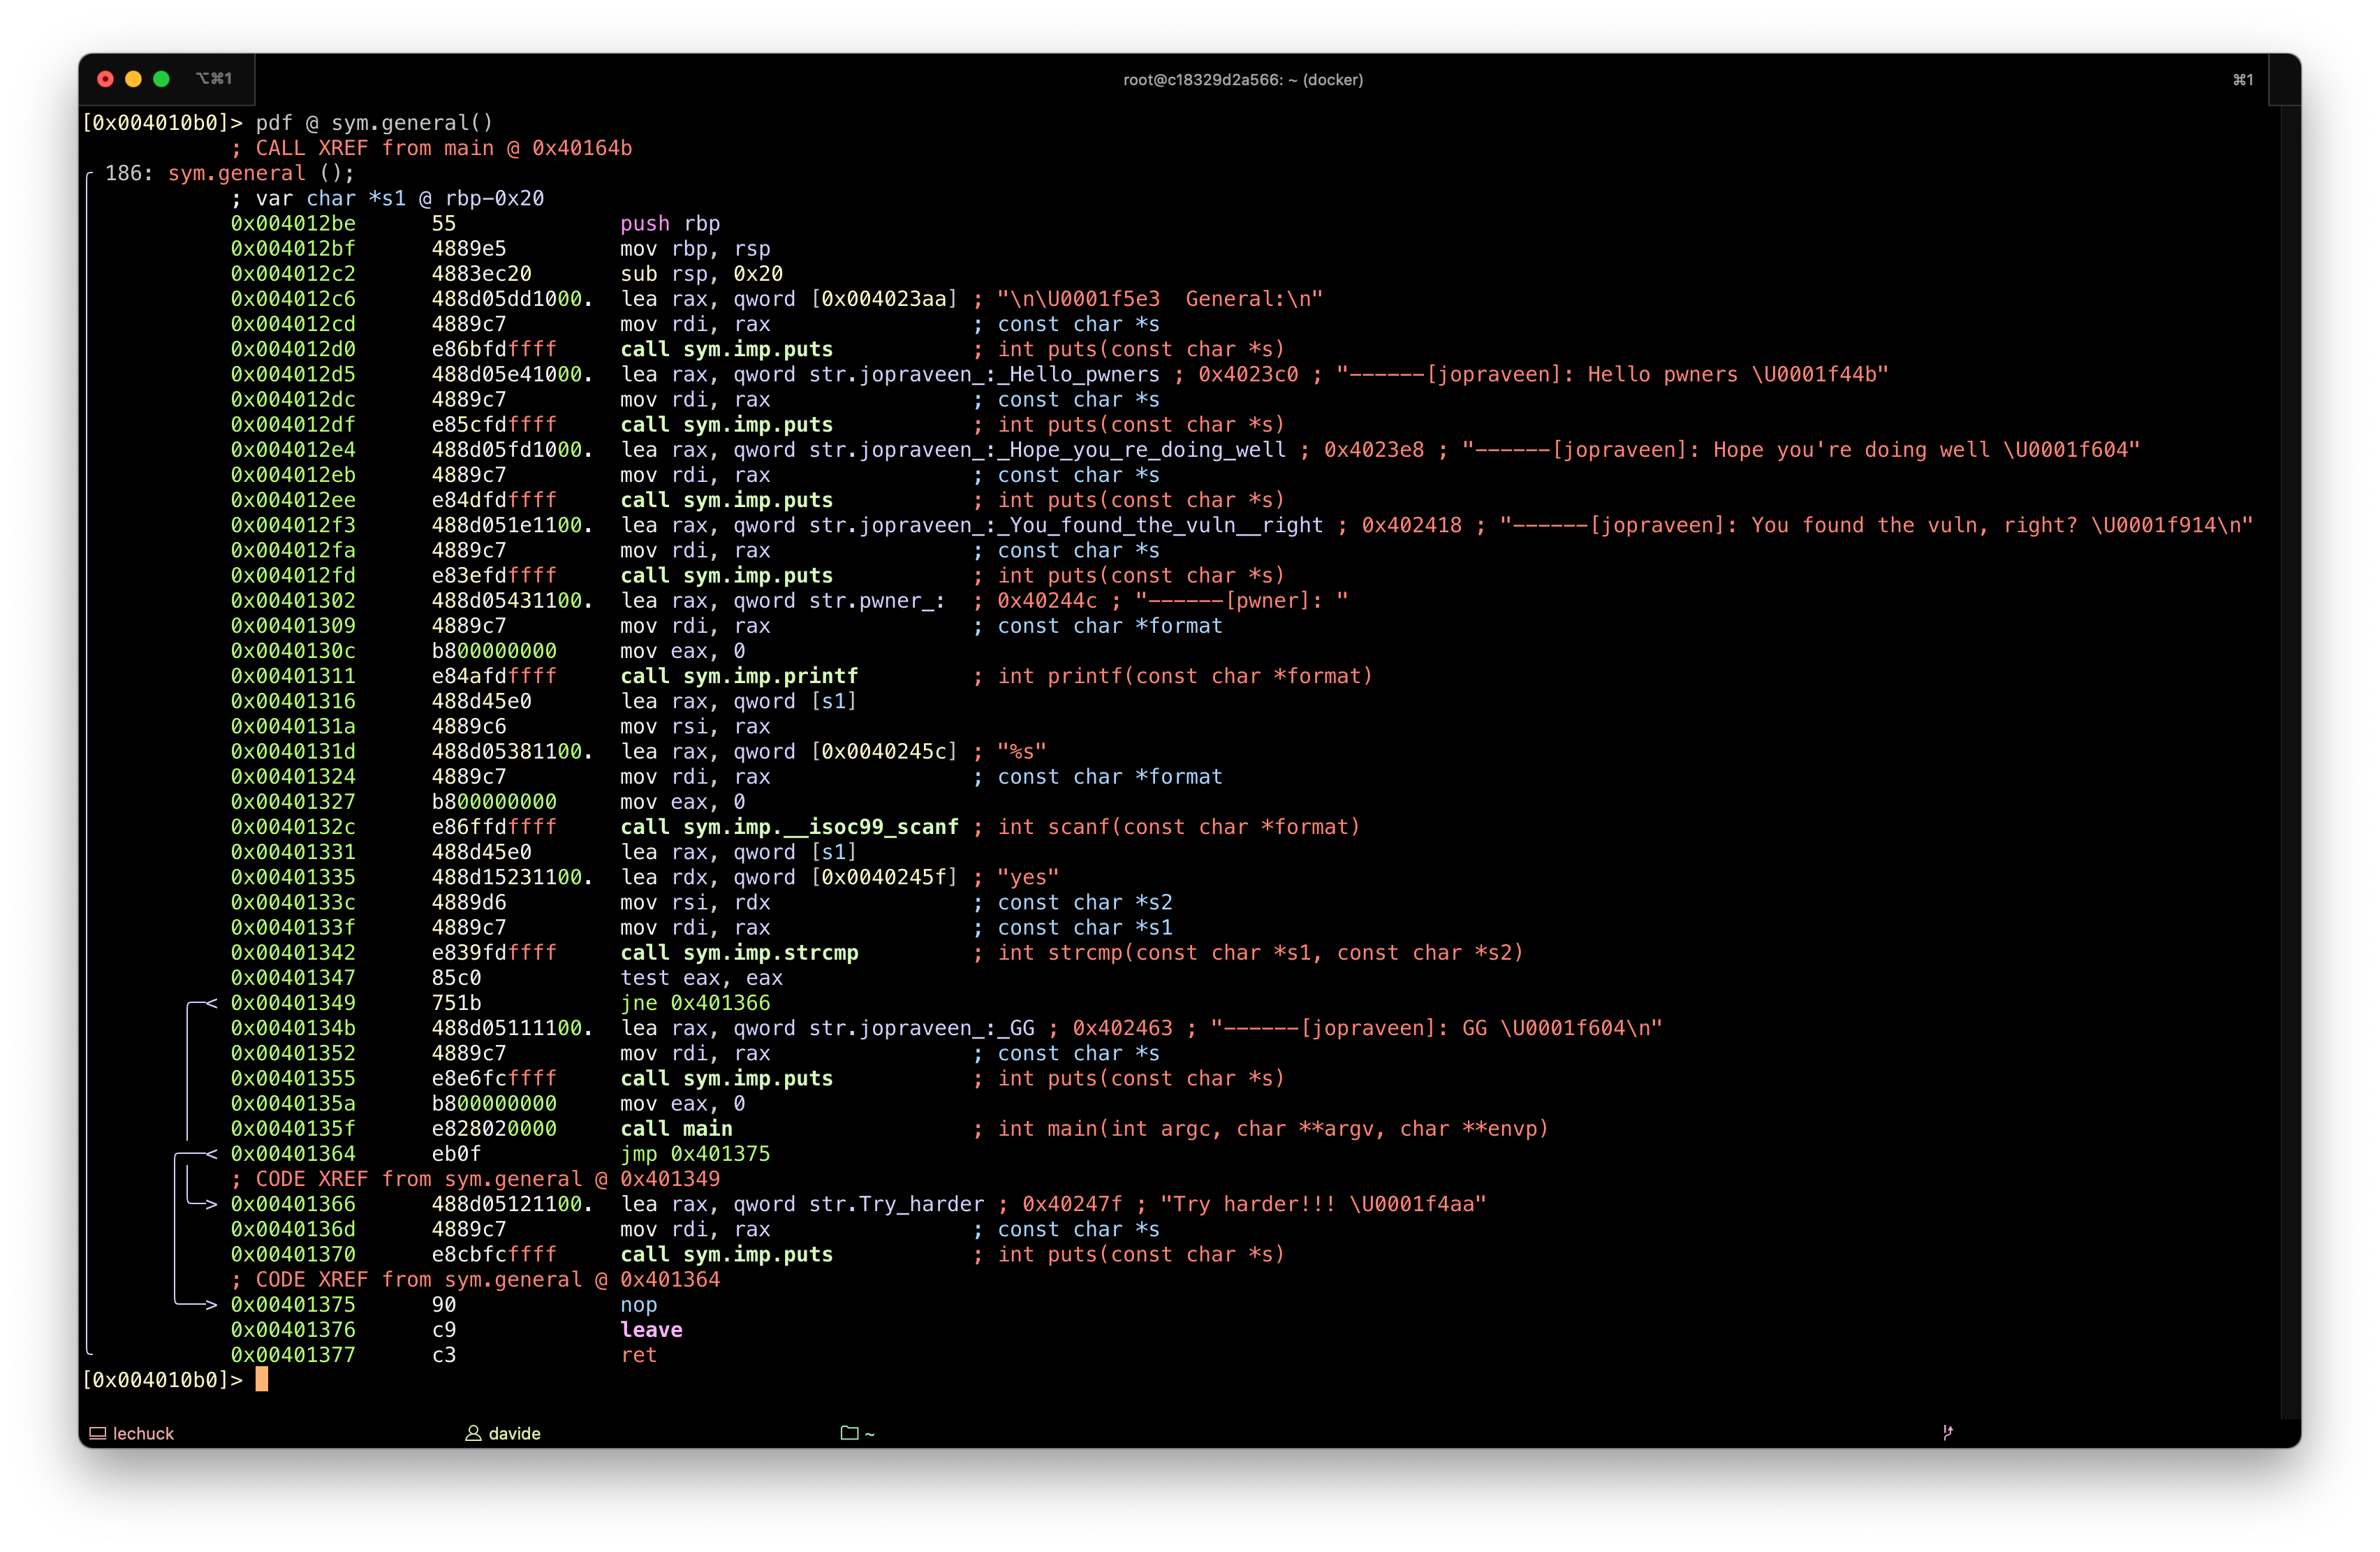 ⌥⌘1 root@c18329d2a566: ~ (docker) ⌘1
[0x004010b0]> pdf @ sym.general()
; CALL XREF from main @ 0x40164b
186: sym.general ();
; var char *s1 @ rbp-0x20
0x004012be 55 push rbp
0x004012bf 4889e5 mov rbp, rsp
0x004012c2 4883ec20 sub rsp, 0x20
0x004012c6 488d05dd1000. lea rax, qword [0x004023aa] ; "\n\U0001f5e3  General:\n"
0x004012cd 4889c7 mov rdi, rax ; const char *s
0x004012d0 e86bfdffff call sym.imp.puts ; int puts(const char *s)
0x004012d5 488d05e41000. lea rax, qword str.jopraveen_:_Hello_pwners ; 0x4023c0 ; "------[jopraveen]: Hello pwners \U0001f44b"
0x004012dc 4889c7 mov rdi, rax ; const char *s
0x004012df e85cfdffff call sym.imp.puts ; int puts(const char *s)
0x004012e4 488d05fd1000. lea rax, qword str.jopraveen_:_Hope_you_re_doing_well ; 0x4023e8 ; "------[jopraveen]: Hope you're doing well \U0001f604"
0x004012eb 4889c7 mov rdi, rax ; const char *s
0x004012ee e84dfdffff call sym.imp.puts ; int puts(const char *s)
0x004012f3 488d051e1100. lea rax, qword str.jopraveen_:_You_found_the_vuln__right ; 0x402418 ; "------[jopraveen]: You found the vuln, right? \U0001f914\n"
0x004012fa 4889c7 mov rdi, rax ; const char *s
0x004012fd e83efdffff call sym.imp.puts ; int puts(const char *s)
0x00401302 488d05431100. lea rax, qword str.pwner_: ; 0x40244c ; "------[pwner]: "
0x00401309 4889c7 mov rdi, rax ; const char *format
0x0040130c b800000000 mov eax, 0
0x00401311 e84afdffff call sym.imp.printf ; int printf(const char *format)
0x00401316 488d45e0 lea rax, qword [s1]
0x0040131a 4889c6 mov rsi, rax
0x0040131d 488d05381100. lea rax, qword [0x0040245c] ; "%s"
0x00401324 4889c7 mov rdi, rax ; const char *format
0x00401327 b800000000 mov eax, 0
0x0040132c e86ffdffff call sym.imp.__isoc99_scanf ; int scanf(const char *format)
0x00401331 488d45e0 lea rax, qword [s1]
0x00401335 488d15231100. lea rdx, qword [0x0040245f] ; "yes"
0x0040133c 4889d6 mov rsi, rdx ; const char *s2
0x0040133f 4889c7 mov rdi, rax ; const char *s1
0x00401342 e839fdffff call sym.imp.strcmp ; int strcmp(const char *s1, const char *s2)
0x00401347 85c0 test eax, eax
< 0x00401349 751b jne 0x401366
0x0040134b 488d05111100. lea rax, qword str.jopraveen_:_GG ; 0x402463 ; "------[jopraveen]: GG \U0001f604\n"
0x00401352 4889c7 mov rdi, rax ; const char *s
0x00401355 e8e6fcffff call sym.imp.puts ; int puts(const char *s)
0x0040135a b800000000 mov eax, 0
0x0040135f e828020000 call main ; int main(int argc, char **argv, char **envp)
< 0x00401364 eb0f jmp 0x401375
; CODE XREF from sym.general @ 0x401349
> 0x00401366 488d05121100. lea rax, qword str.Try_harder ; 0x40247f ; "Try harder!!! \U0001f4aa"
0x0040136d 4889c7 mov rdi, rax ; const char *s
0x00401370 e8cbfcffff call sym.imp.puts ; int puts(const char *s)
; CODE XREF from sym.general @ 0x401364
> 0x00401375 90 nop
0x00401376 c9 leave
0x00401377 c3 ret
[0x004010b0]>
lechuck davide ~